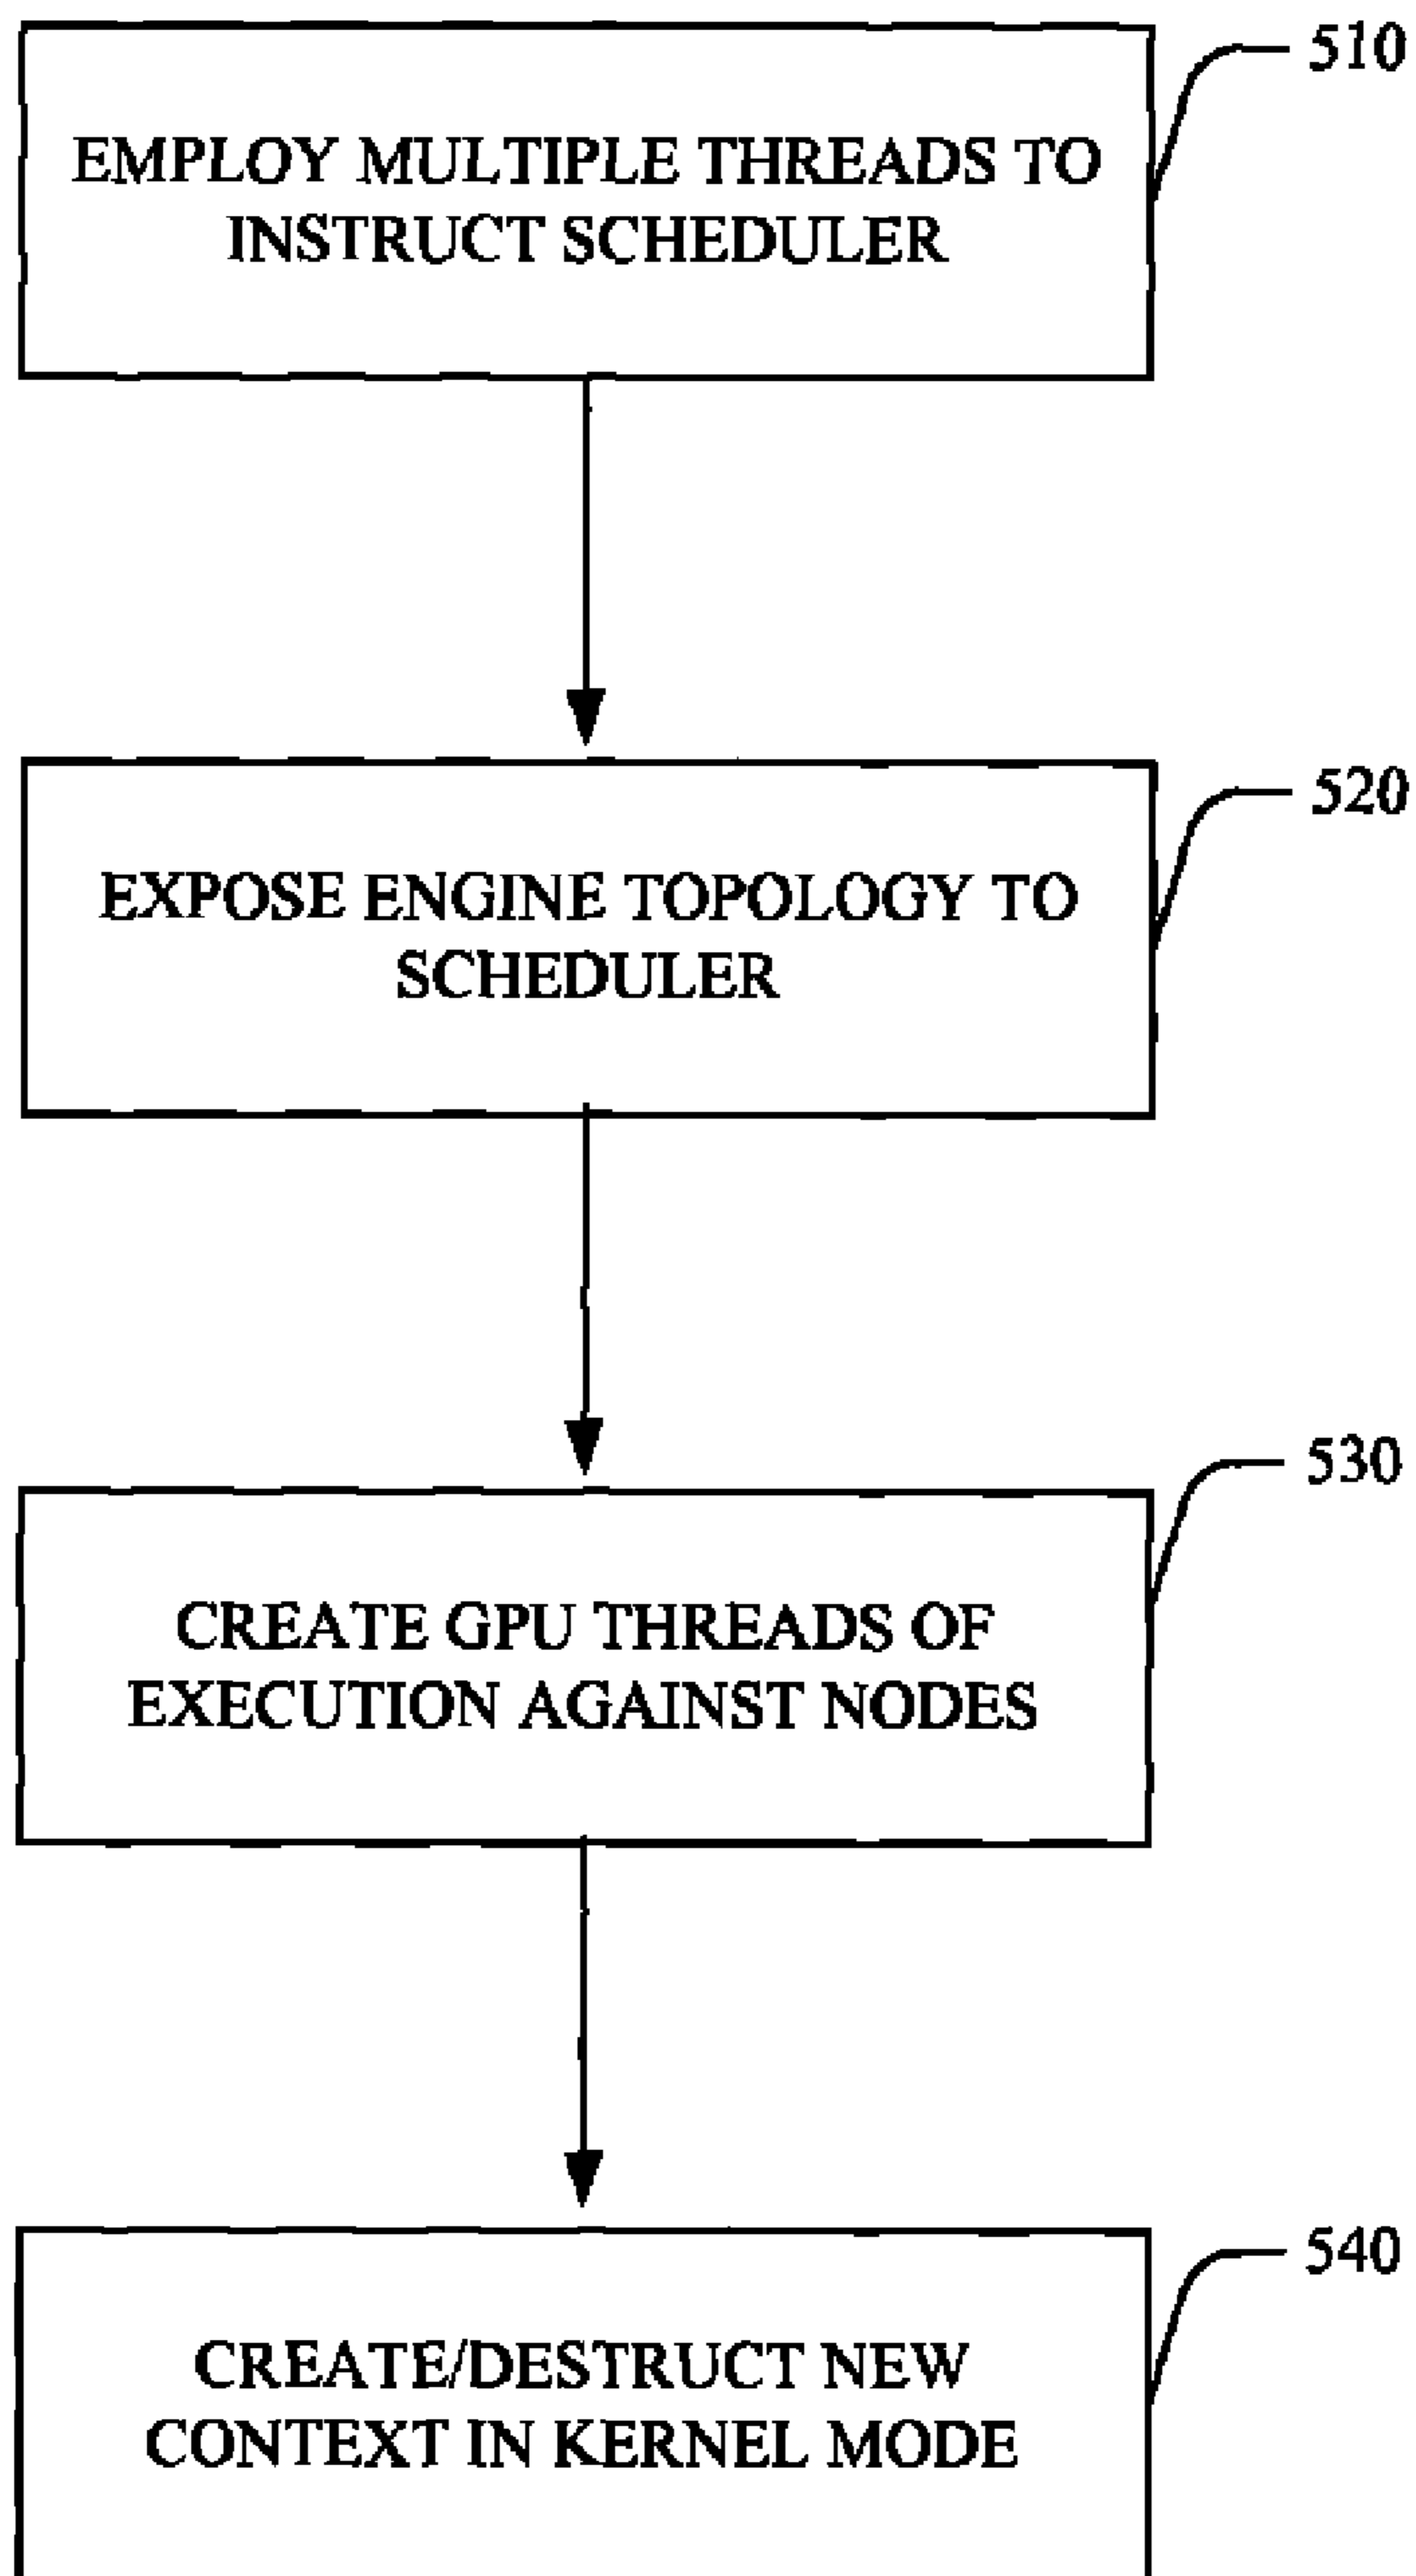 510
EMPLOY MULTIPLE THREADS TO
INSTRUCT SCHEDULER
520
EXPOSE ENGINE TOPOLOGY TO
SCHEDULER
530
CREATE GPU THREADS OF
EXECUTION AGAINST NODES
540
CREATE/DESTRUCT NEW
CONTEXT IN KERNEL MODE